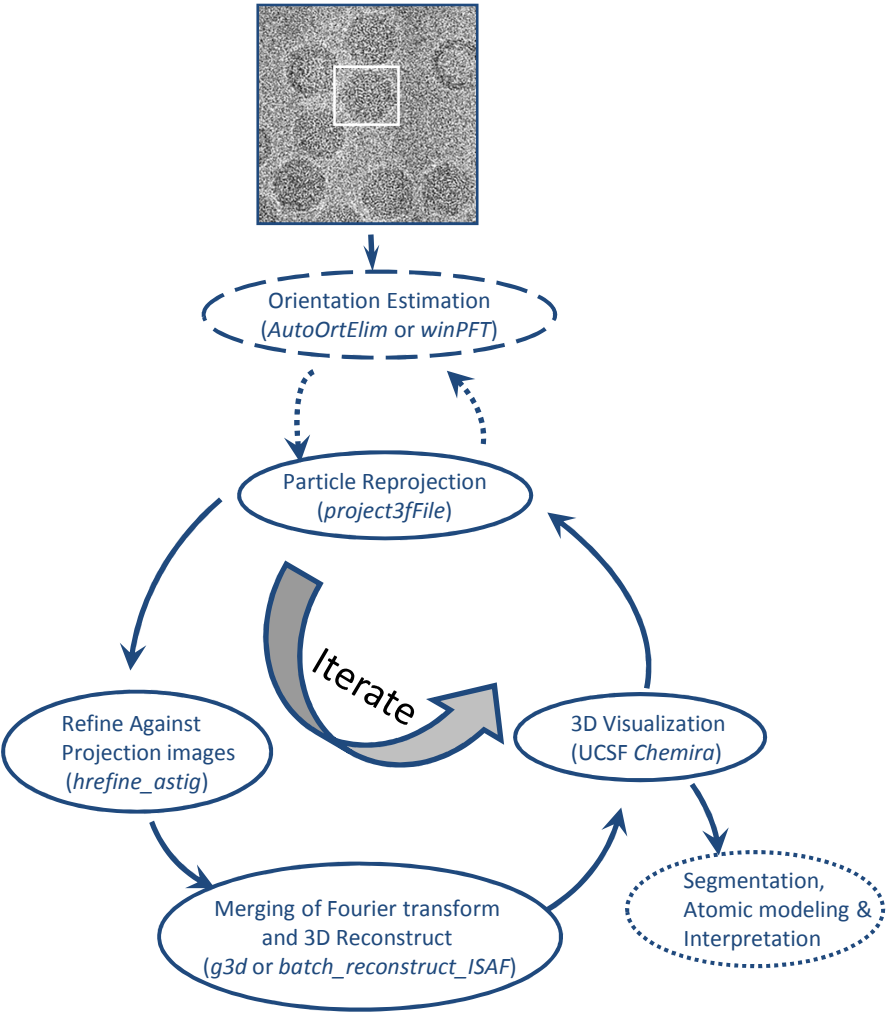 Orientation Estimation
(AutoOrtElim or winPFT)
Particle Reprojection
(project3fFile)
Iterate
Refine Against
Projection images
(hrefine_astig)
3D Visualization
(UCSF Chemira)
Merging of Fourier transform
and 3D Reconstruct
(g3d or batch_reconstruct_ISAF)
Segmentation,
Atomic modeling &
Interpretation